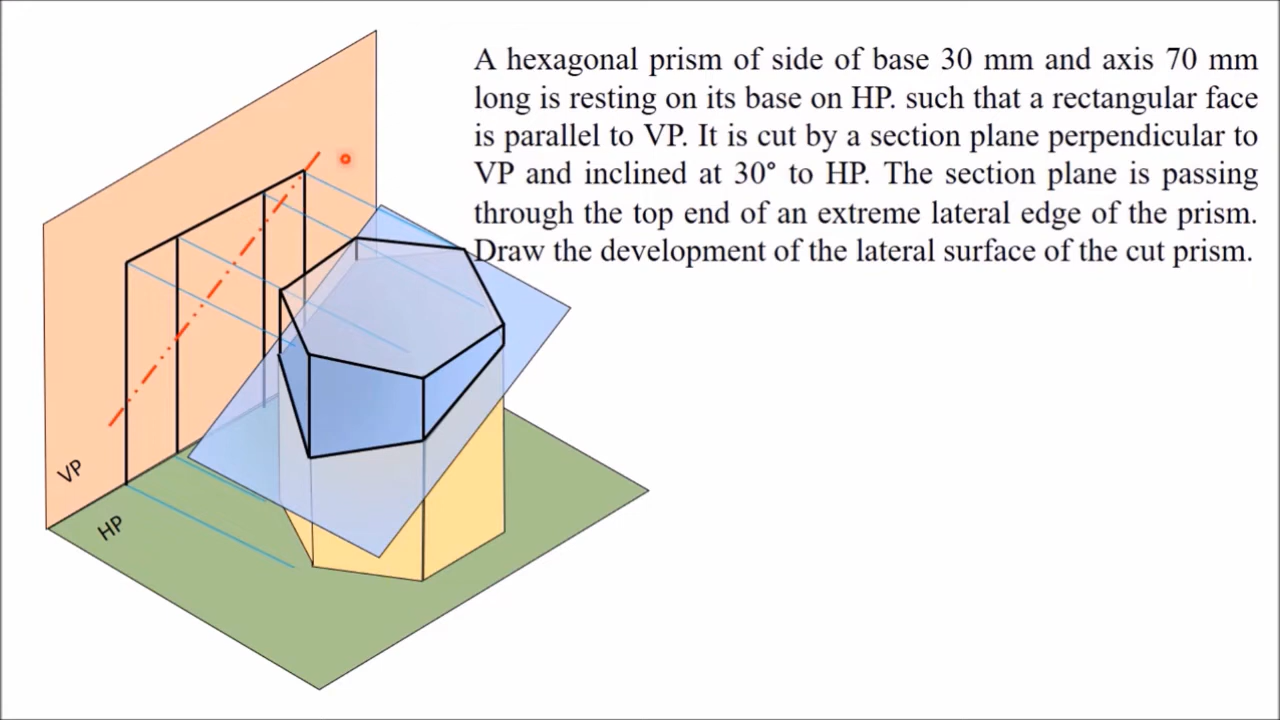 A hexagonal prism of side of base 30 mm and axis 70 mm
long is resting on its base on HP. such that a rectangular face
is parallel to VP. It is cut by a section plane perpendicular to
VP and inclined at 30° to HP. The section plane is passing
through the top end of an extreme lateral edge of the prism.
Draw the development of the lateral surface of the cut prism.
VP
HP